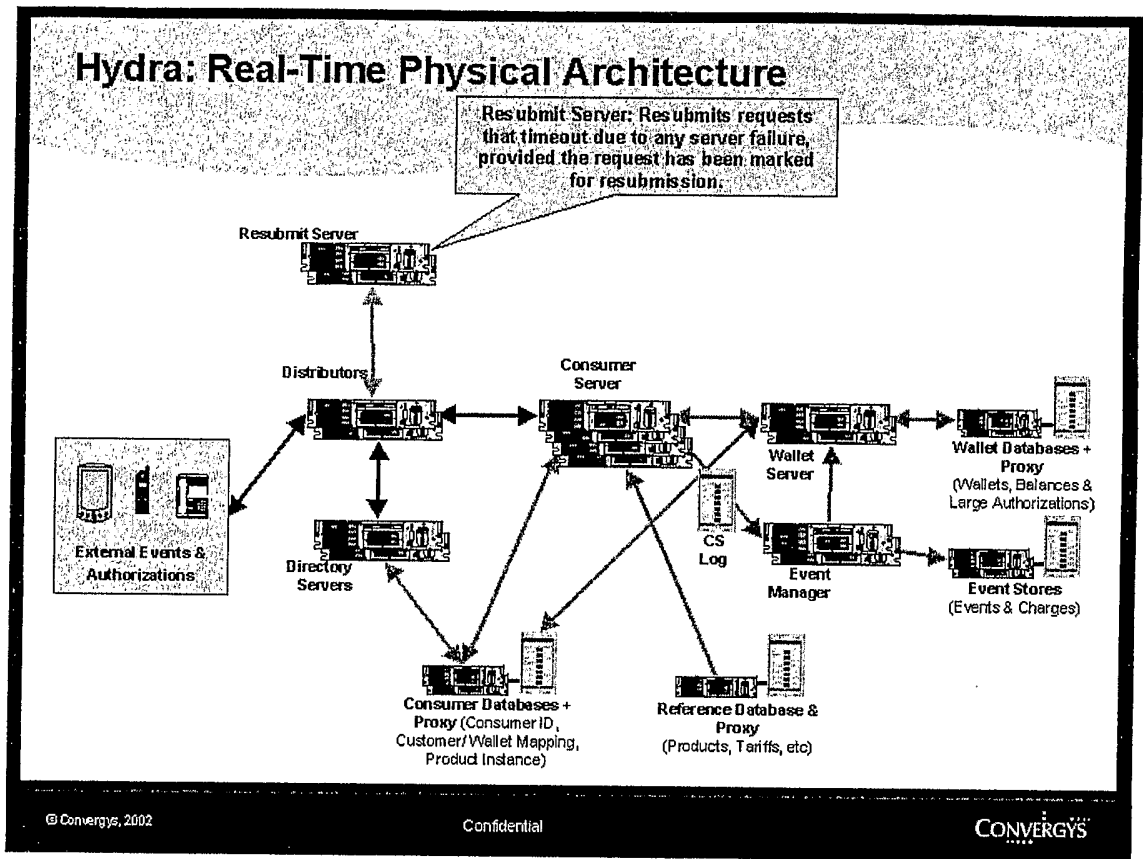 Hydra: Real-Time Physical Architecture
Resubmit Server: Resubmits requests
that timeout due to any server failure,
provided the request has been marked
for resubmission.
Resubmit Server
Distributors
Consumer
Server
External Events &
Authorizations
Directory
Servers
Wallet
Server
Wallet Databases +
Proxy
(Wallets, Balances &
Large Authorizations)
CS
Log
Event
Manager
Event Stores
(Events & Charges)
Consumer Databases +
Proxy (Consumer ID,
Customer/Wallet Mapping,
Product Instance)
Reference Database &
Proxy
(Products, Tariffs, etc)
© Convergys, 2002
Confidential
CONVERGYS